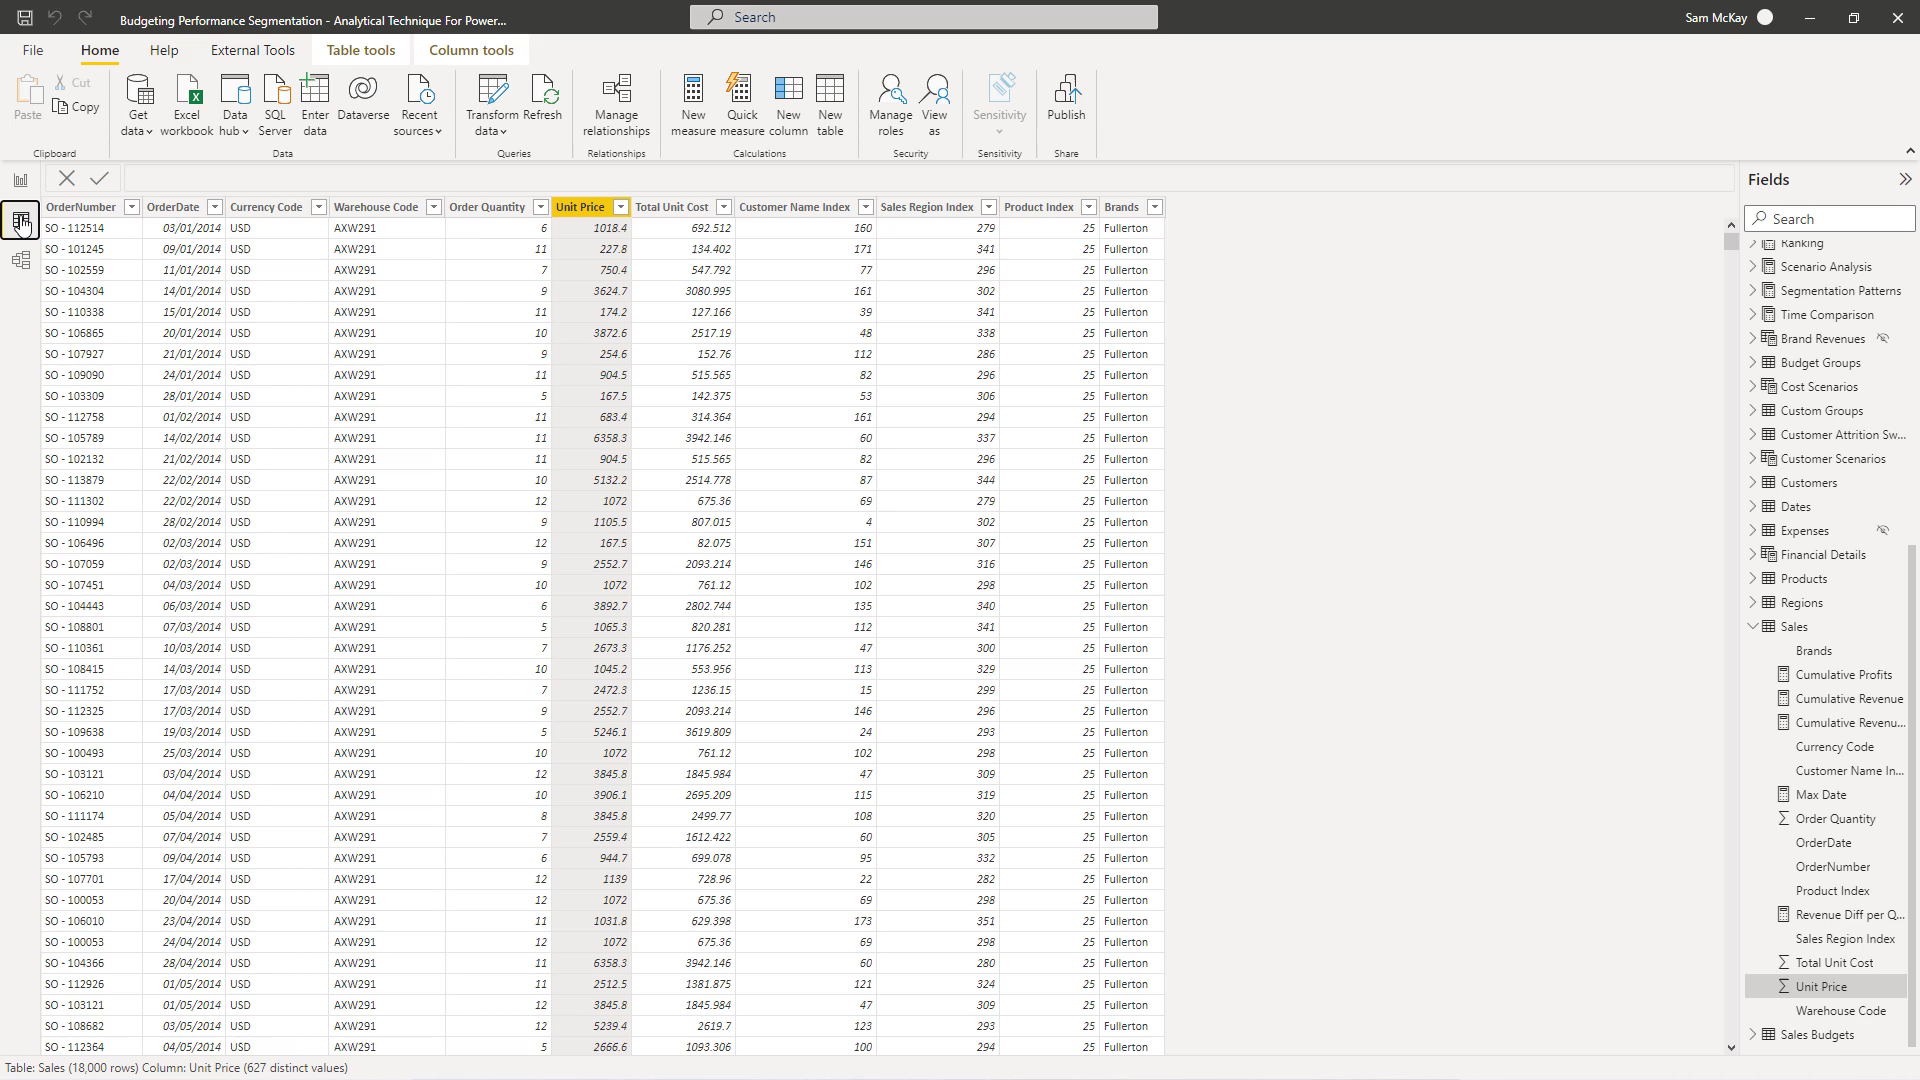 Budgeting Performance Segmentation - Analytical Technique For Power...
Search
Sam McKay
File Home Help External Tools Table tools Column tools
Paste
Cut
Copy
Clipboard
Get data
Excel workbook
Data hub
SQL Server
Enter data
Dataverse
Recent sources
Data
Transform data
Refresh
Queries
Manage relationships
Relationships
New measure
Quick measure
New column
New table
Calculations
Manage roles
View as
Security
Sensitivity
Sensitivity
Publish
Share
OrderNumber OrderDate Currency Code Warehouse Code Order Quantity Unit Price Total Unit Cost Customer Name Index Sales Region Index Product Index Brands
SO - 112514 03/01/2014 USD AXW291 6 1018.4 692.512 160 279 25 Fullerton
SO - 101245 09/01/2014 USD AXW291 11 227.8 134.402 171 341 25 Fullerton
SO - 102559 11/01/2014 USD AXW291 7 750.4 547.792 77 296 25 Fullerton
SO - 104304 14/01/2014 USD AXW291 9 3624.7 3080.995 161 302 25 Fullerton
SO - 110338 15/01/2014 USD AXW291 11 174.2 127.166 39 341 25 Fullerton
SO - 106865 20/01/2014 USD AXW291 10 3872.6 2517.19 48 338 25 Fullerton
SO - 107927 21/01/2014 USD AXW291 9 254.6 152.76 112 286 25 Fullerton
SO - 109090 24/01/2014 USD AXW291 11 904.5 515.565 82 296 25 Fullerton
SO - 103309 28/01/2014 USD AXW291 5 167.5 142.375 53 306 25 Fullerton
SO - 112758 01/02/2014 USD AXW291 11 683.4 314.364 161 294 25 Fullerton
SO - 105789 14/02/2014 USD AXW291 11 6358.3 3942.146 60 337 25 Fullerton
SO - 102132 21/02/2014 USD AXW291 11 904.5 515.565 82 296 25 Fullerton
SO - 113879 22/02/2014 USD AXW291 10 5132.2 2514.778 87 344 25 Fullerton
SO - 111302 22/02/2014 USD AXW291 12 1072 675.36 69 279 25 Fullerton
SO - 110994 28/02/2014 USD AXW291 9 1105.5 807.015 4 302 25 Fullerton
SO - 106496 02/03/2014 USD AXW291 12 167.5 82.075 151 307 25 Fullerton
SO - 107059 02/03/2014 USD AXW291 9 2552.7 2093.214 146 316 25 Fullerton
SO - 107451 04/03/2014 USD AXW291 10 1072 761.12 102 298 25 Fullerton
SO - 104443 06/03/2014 USD AXW291 6 3892.7 2802.744 135 340 25 Fullerton
SO - 108801 07/03/2014 USD AXW291 5 1065.3 820.281 112 341 25 Fullerton
SO - 110361 10/03/2014 USD AXW291 7 2673.3 1176.252 47 300 25 Fullerton
SO - 108415 14/03/2014 USD AXW291 10 1045.2 553.956 113 329 25 Fullerton
SO - 111752 17/03/2014 USD AXW291 7 2472.3 1236.15 15 299 25 Fullerton
SO - 112325 17/03/2014 USD AXW291 9 2552.7 2093.214 146 296 25 Fullerton
SO - 109638 19/03/2014 USD AXW291 5 5246.1 3619.809 24 293 25 Fullerton
SO - 100493 25/03/2014 USD AXW291 10 1072 761.12 102 298 25 Fullerton
SO - 103121 03/04/2014 USD AXW291 12 3845.8 1845.984 47 309 25 Fullerton
SO - 106210 04/04/2014 USD AXW291 10 3906.1 2695.209 115 319 25 Fullerton
SO - 111174 05/04/2014 USD AXW291 8 3845.8 2499.77 108 320 25 Fullerton
SO - 102485 07/04/2014 USD AXW291 7 2559.4 1612.422 60 305 25 Fullerton
SO - 105793 09/04/2014 USD AXW291 6 944.7 699.078 95 332 25 Fullerton
SO - 107701 17/04/2014 USD AXW291 12 1139 728.96 22 282 25 Fullerton
SO - 100053 20/04/2014 USD AXW291 12 1072 675.36 69 298 25 Fullerton
SO - 106010 23/04/2014 USD AXW291 11 1031.8 629.398 173 351 25 Fullerton
SO - 100053 24/04/2014 USD AXW291 12 1072 675.36 69 298 25 Fullerton
SO - 104366 28/04/2014 USD AXW291 11 6358.3 3942.146 60 280 25 Fullerton
SO - 112926 01/05/2014 USD AXW291 11 2512.5 1381.875 121 324 25 Fullerton
SO - 103121 01/05/2014 USD AXW291 12 3845.8 1845.984 47 309 25 Fullerton
SO - 108682 03/05/2014 USD AXW291 12 5239.4 2619.7 123 293 25 Fullerton
SO - 112364 04/05/2014 USD AXW291 5 2666.6 1093.306 100 294 25 Fullerton
Fields
Search
Ranking
Scenario Analysis
Segmentation Patterns
Time Comparison
Brand Revenues
Budget Groups
Cost Scenarios
Custom Groups
Customer Attrition Sw...
Customer Scenarios
Customers
Dates
Expenses
Financial Details
Products
Regions
Sales
Brands
Cumulative Profits
Cumulative Revenue
Cumulative Revenu...
Currency Code
Customer Name In...
Max Date
Order Quantity
OrderDate
OrderNumber
Product Index
Revenue Diff per Q...
Sales Region Index
Total Unit Cost
Unit Price
Warehouse Code
Sales Budgets
Table: Sales (18,000 rows) Column: Unit Price (627 distinct values)